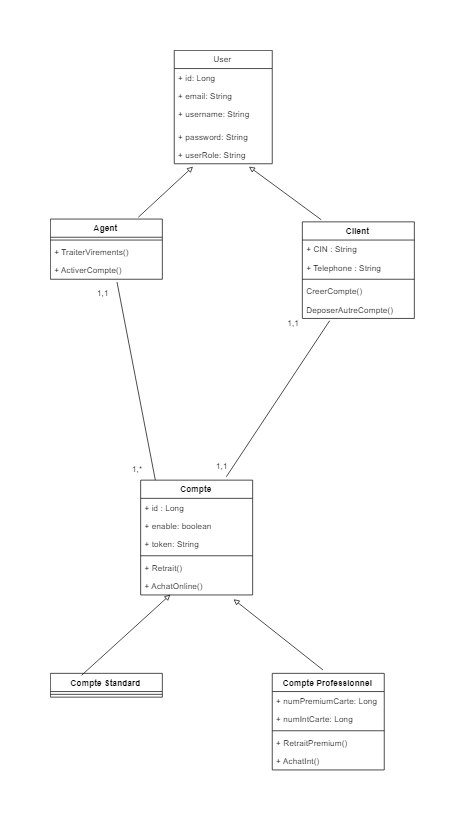 User
+ id: Long
+ email: String
+ username: String
+ password: String
+ userRole: String
Agent
+ TraiterVirements()
+ ActiverCompte()
1,1
Client
+ CIN : String
+ Telephone : String
CreerCompte()
DeposerAutreCompte()
1,1
1,*
1,1
Compte
+ id : Long
+ enable: boolean
+ token: String
+ Retrait()
+ AchatOnline()
Compte Standard
Compte Professionnel
+ numPremiumCarte: Long
+ numIntCarte: Long
+ RetraitPremium()
+ AchatInt()